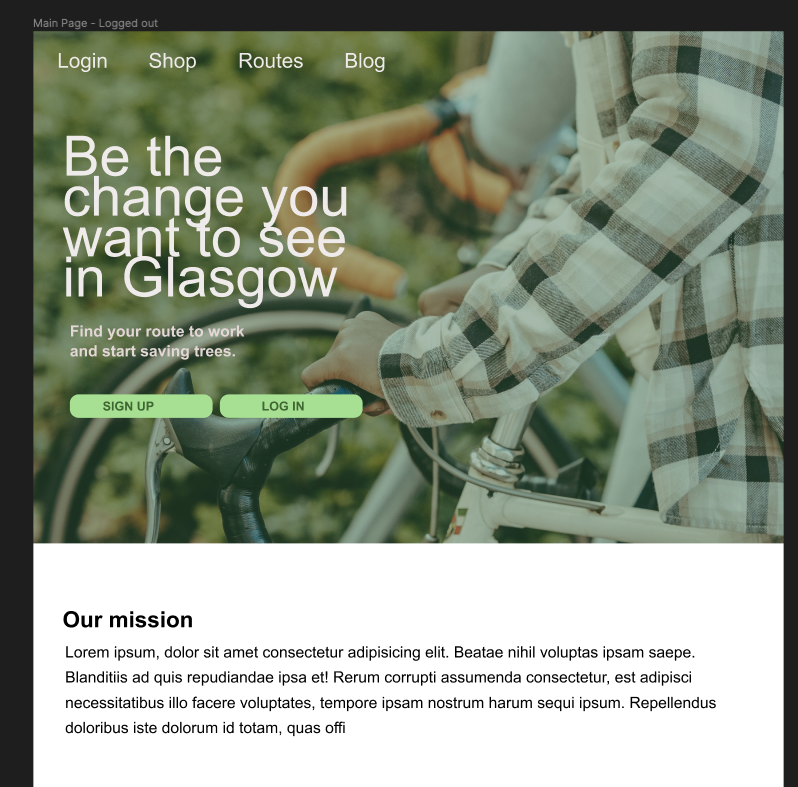 Main Page - Logged out
Login Shop Routes Blog
Be the
change you
want to see
in Glasgow
Find your route to work
and start saving trees.
SIGN UP LOG IN
Our mission
Lorem ipsum, dolor sit amet consectetur adipisicing elit. Beatae nihil voluptas ipsam saepe.
Blanditiis ad quis repudiandae ipsa et! Rerum corrupti assumenda consectetur, est adipisci
necessitatibus illo facere voluptates, tempore ipsam nostrum harum sequi ipsum. Repellendus
doloribus iste dolorum id totam, quas offi